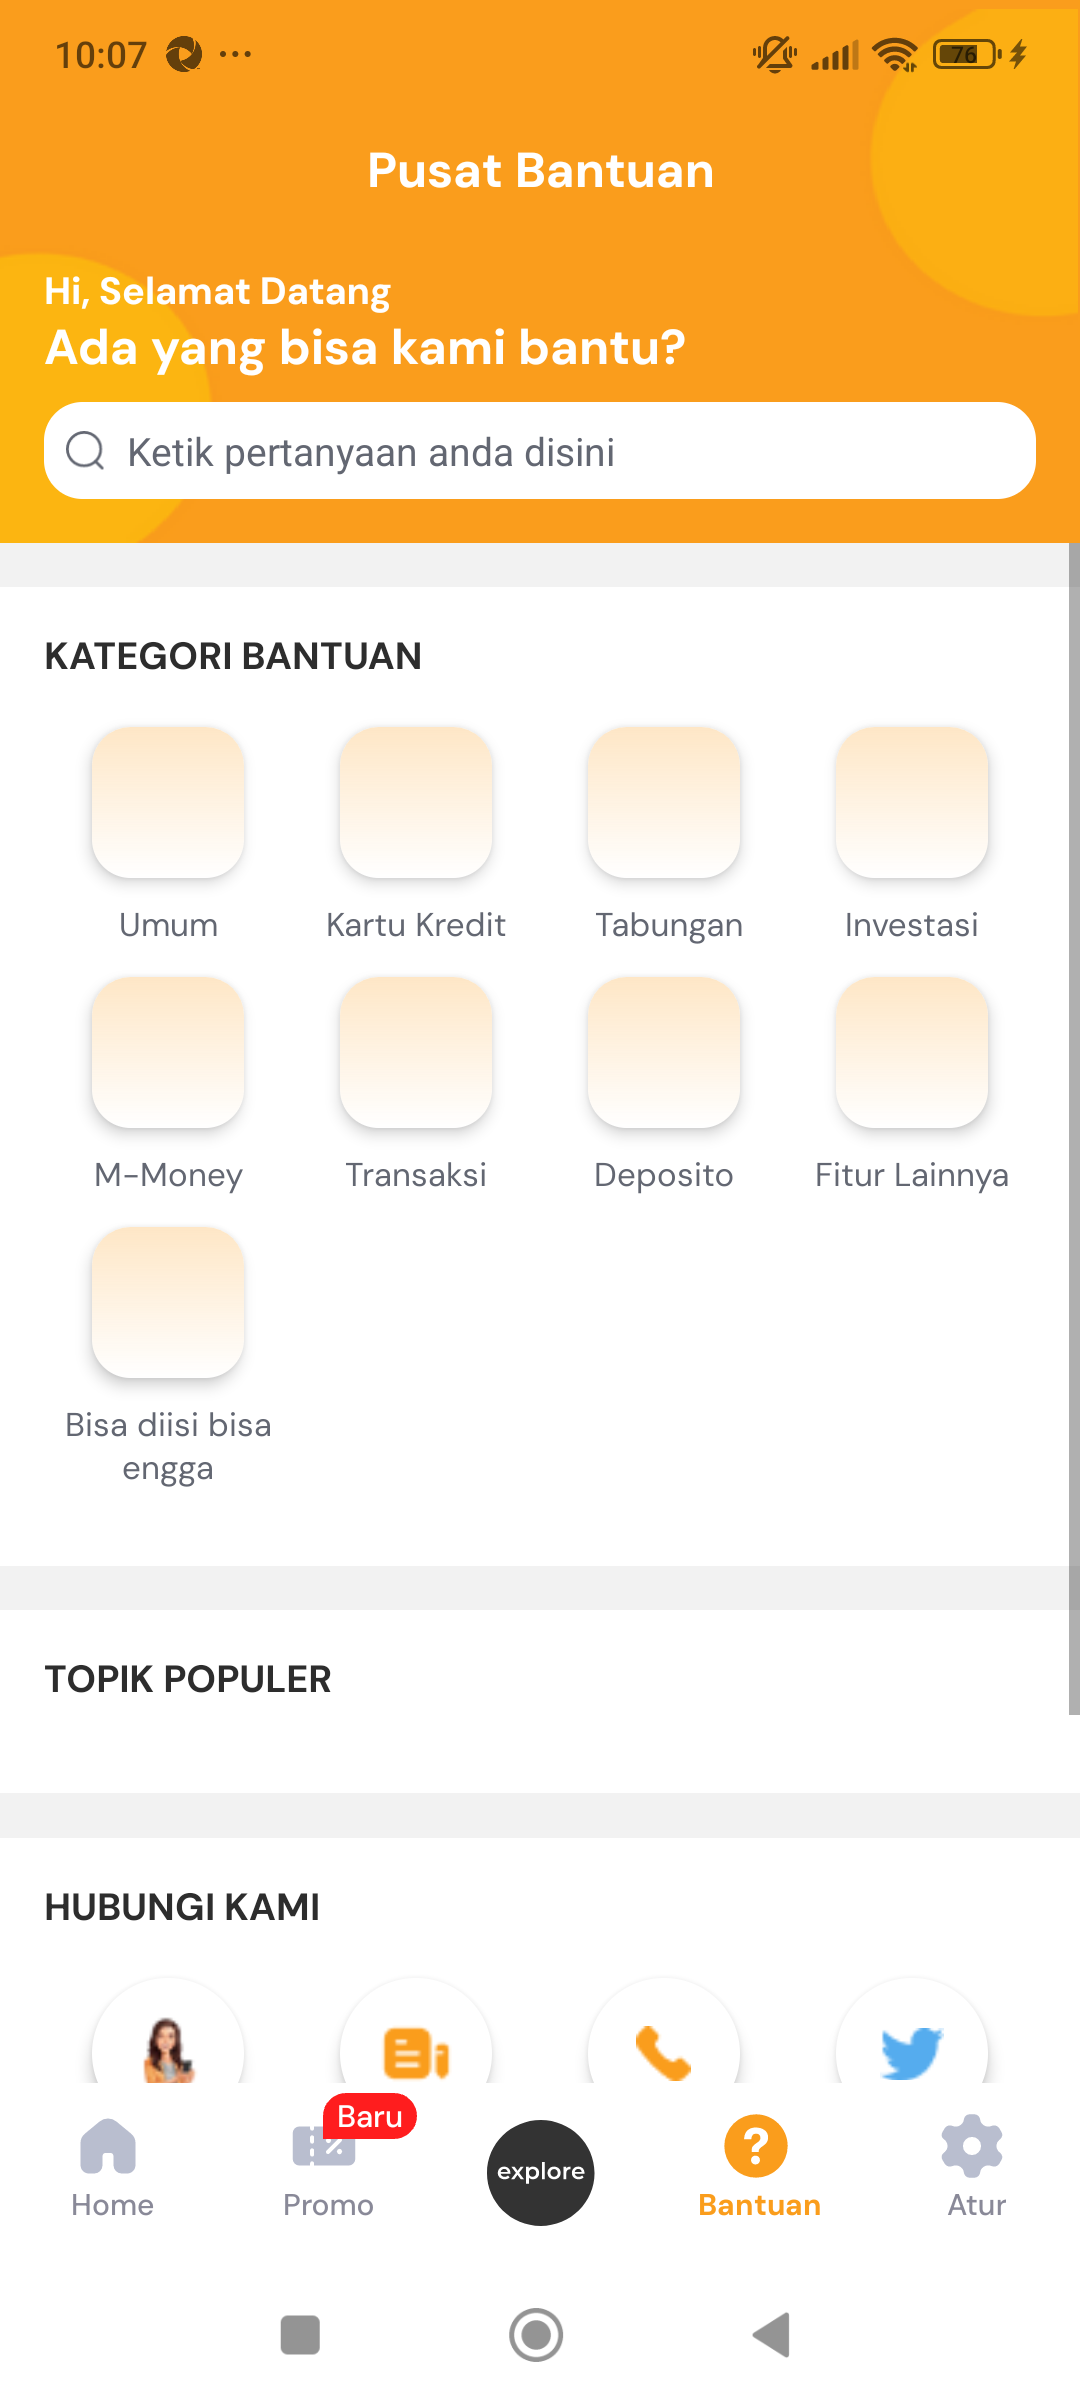 10:07
76
Pusat Bantuan
Hi, Selamat Datang
Ada yang bisa kami bantu?
Ketik pertanyaan anda disini
KATEGORI BANTUAN
Umum
Kartu Kredit
Tabungan
Investasi
M-Money
Transaksi
Deposito
Fitur Lainnya
Bisa diisi bisa
engga
TOPIK POPULER
HUBUNGI KAMI
Baru
Home
Promo
explore
Bantuan
Atur